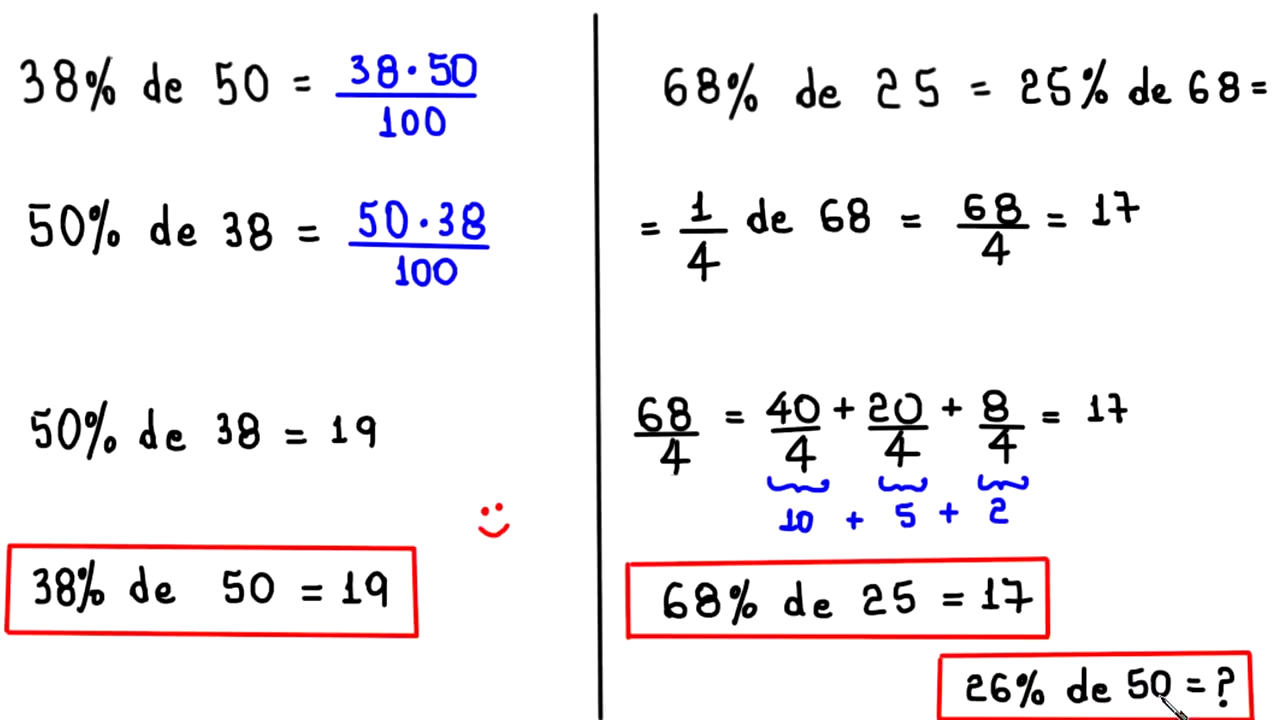 38% de 50 = 38·50/100
50% de 38 = 50·38/100
50% de 38 = 19
38% de 50 = 19
68% de 25 = 25% de 68 =
= 1/4 de 68 = 68/4 = 17
68/4 = 40/4 + 20/4 + 8/4 = 17
10 + 5 + 2
68% de 25 = 17
26% de 50 = ?